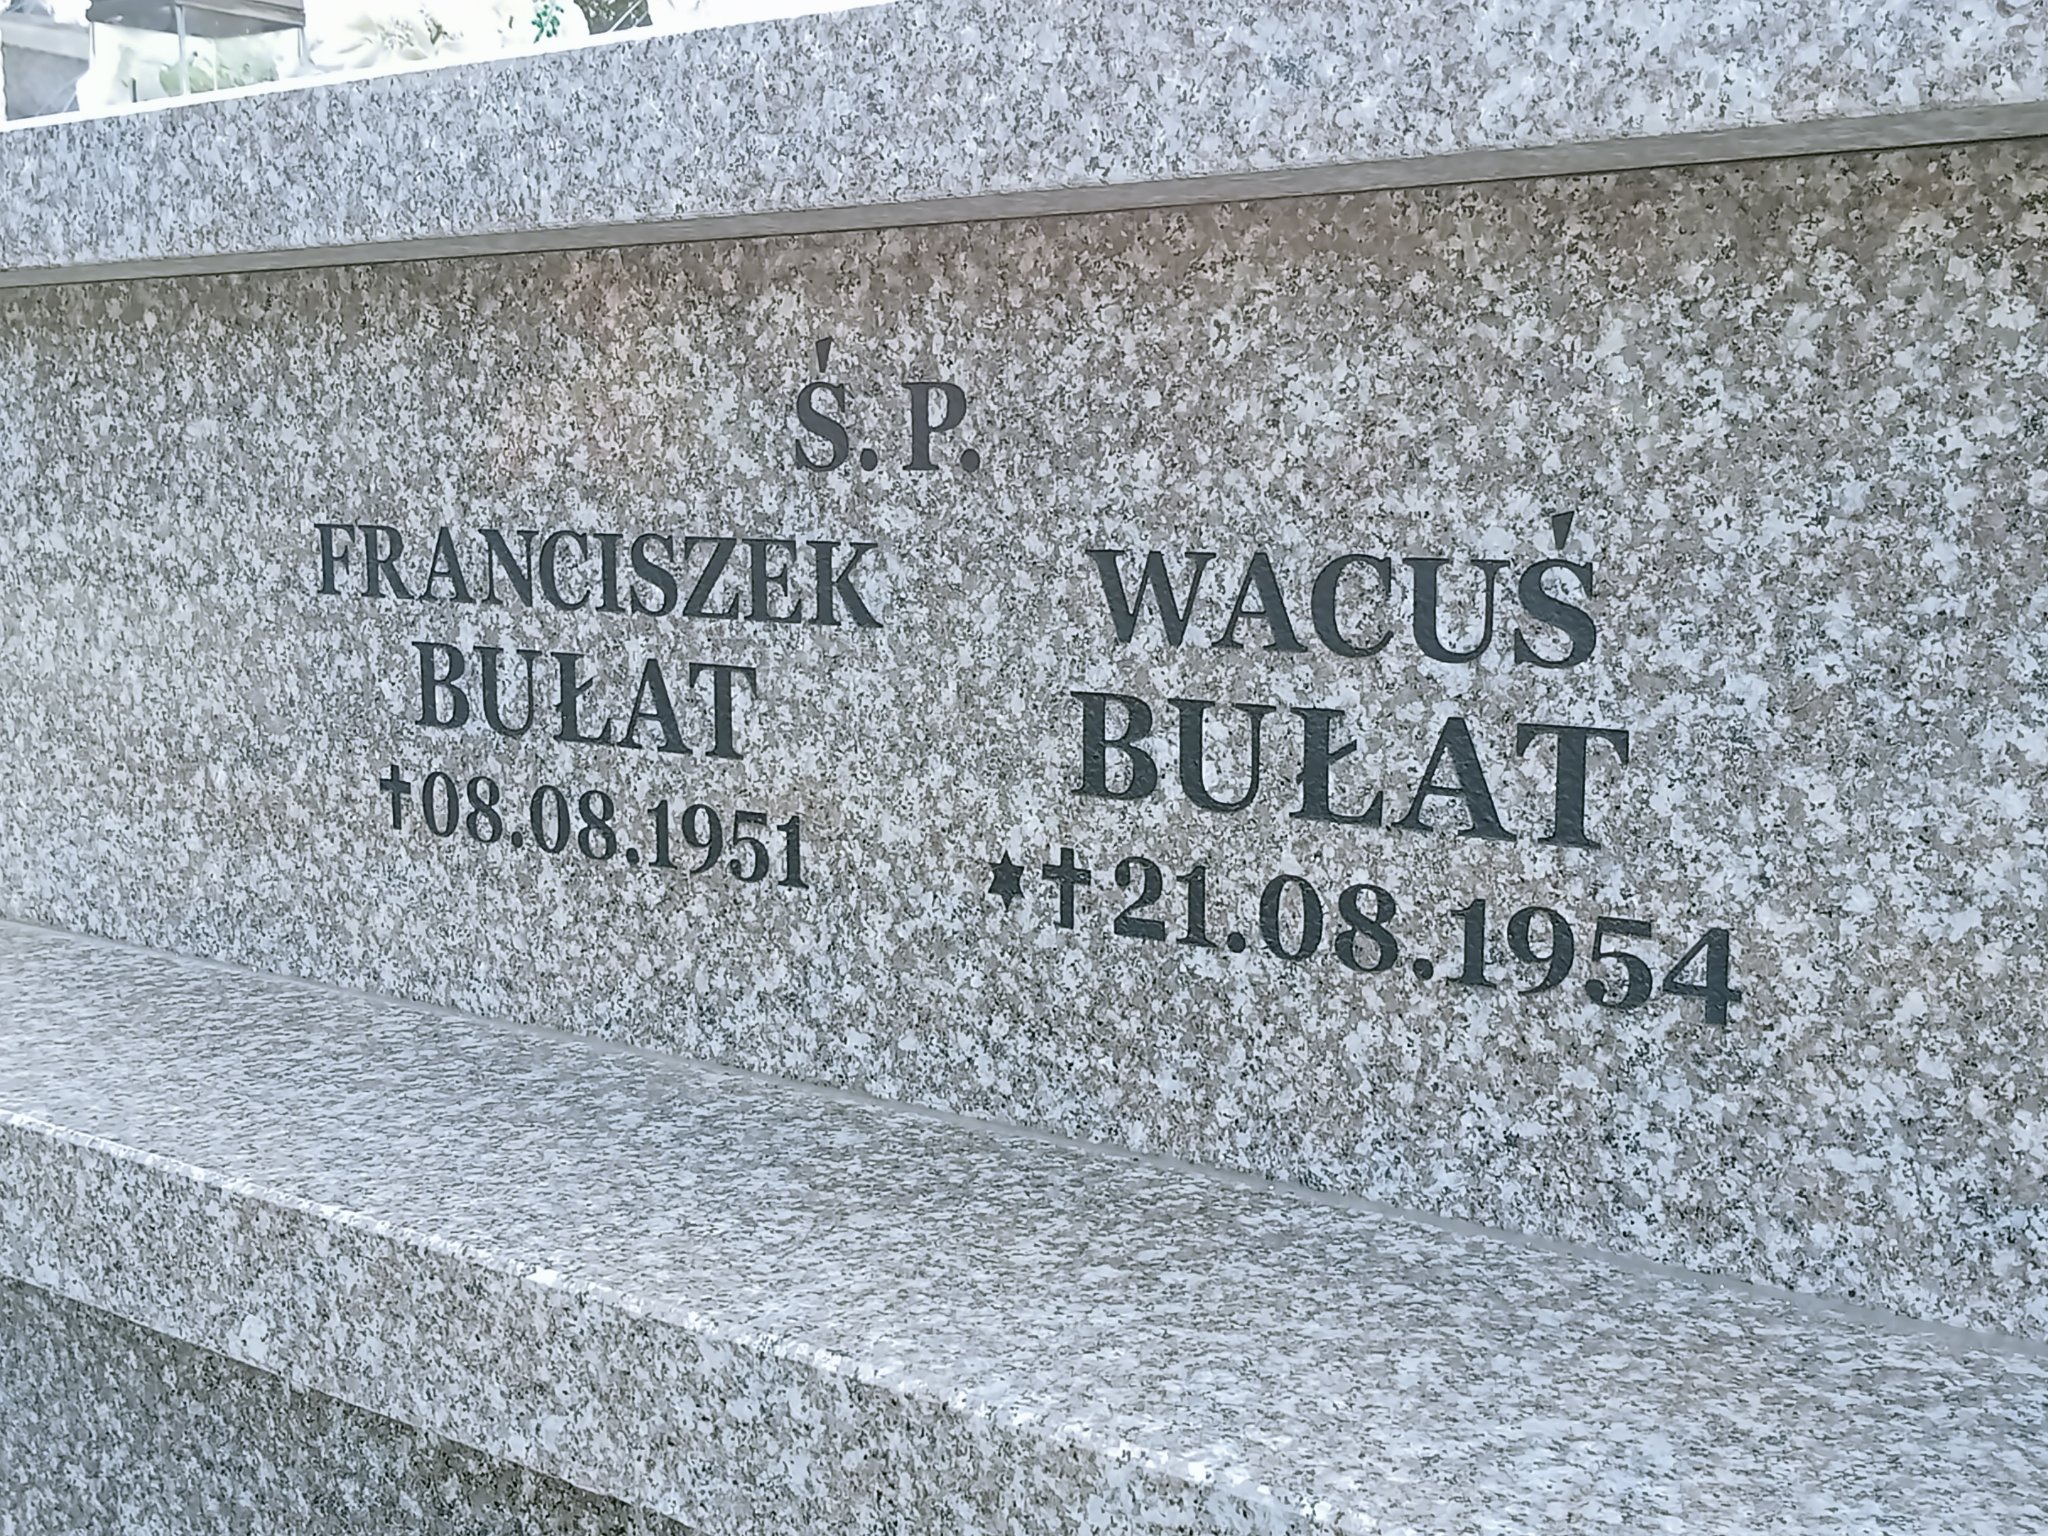 Ś. P.
FRANCISZEK
BUŁAT
✝08.08.1951
WACUŚ
BUŁAT
★✝21.08.1954